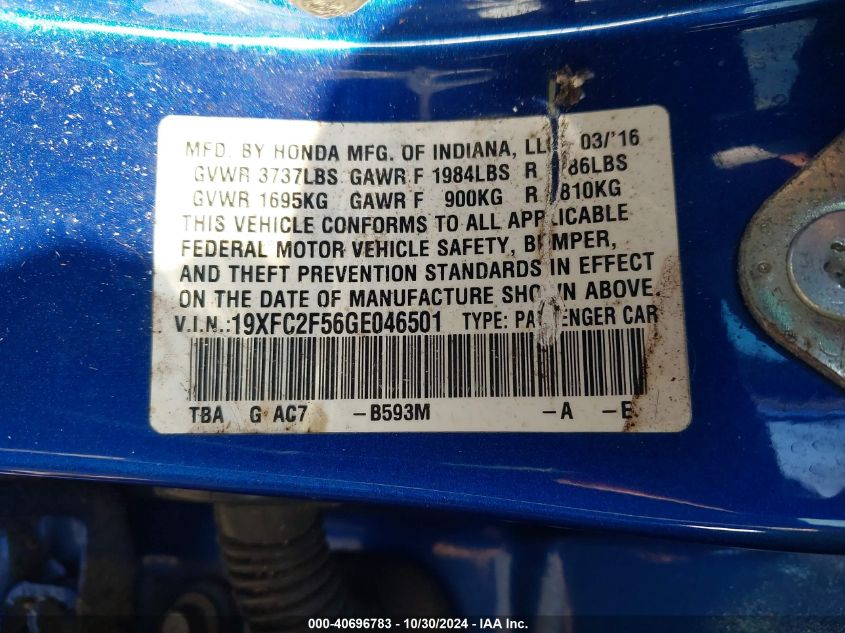 MFD. BY HONDA MFG. OF INDIANA, LL 03/'16
GVWR 3737LBS GAWR F 1984LBS R 86LBS
GVWR 1695KG GAWR F 900KG R 810KG
THIS VEHICLE CONFORMS TO ALL APPLICABLE
FEDERAL MOTOR VEHICLE SAFETY, B MPER,
AND THEFT PREVENTION STANDARDS IN EFFECT
ON THE DATE OF MANUFACTURE SHOWN ABOVE.
V.I.N.:19XFC2F56GE046501 TYPE: PA ENGER CAR
TBA G AC7 -B593M -A -E
000-40696783 - 10/30/2024 - IAA Inc.